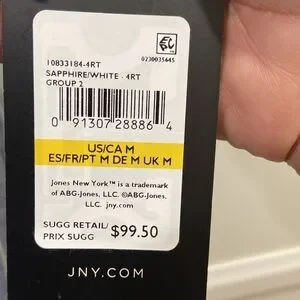 10833184-4RT
0230035645
SAPPHIRE/WHITE - 4RT
GROUP 2
0 91307 28886 4
US/CA M
ES/FR/PT M DE M UK M
Jones New York™ is a trademark
of ABG-Jones, LLC. ©ABG-Jones,
LLC. jny.com
SUGG RETAIL/
PRIX SUGG
$99.50
JNY.COM